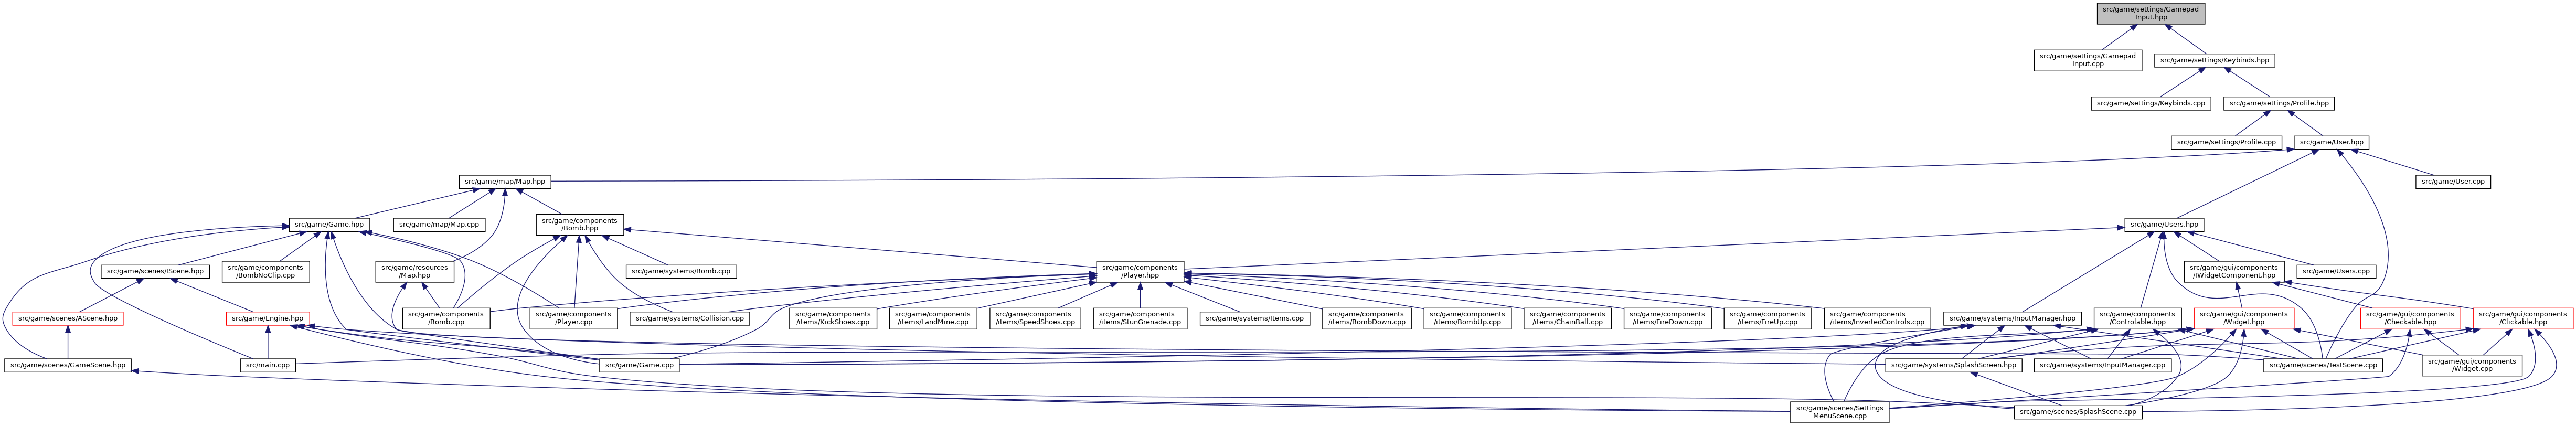 src/game/settings/Gamepad
Input.hpp
src/game/settings/Gamepad
Input.cpp
src/game/settings/Keybinds.hpp
src/game/settings/Keybinds.cpp
src/game/settings/Profile.hpp
src/game/settings/Profile.cpp
src/game/User.hpp
src/game/map/Map.hpp
src/game/User.cpp
src/game/Game.hpp
src/game/map/Map.cpp
src/game/components
/Bomb.hpp
src/game/Users.hpp
src/game/scenes/IScene.hpp
src/game/components
/BombNoClip.cpp
src/game/resources
/Map.hpp
src/game/systems/Bomb.cpp
src/game/components
/Player.hpp
src/game/gui/components
/IWidgetComponent.hpp
src/game/Users.cpp
src/game/scenes/AScene.hpp
src/game/Engine.hpp
src/game/components
/Bomb.cpp
src/game/components
/Player.cpp
src/game/systems/Collision.cpp
src/game/components
/items/KickShoes.cpp
src/game/components
/items/LandMine.cpp
src/game/components
/items/SpeedShoes.cpp
src/game/components
/items/StunGrenade.cpp
src/game/systems/Items.cpp
src/game/components
/items/BombDown.cpp
src/game/components
/items/BombUp.cpp
src/game/components
/items/ChainBall.cpp
src/game/components
/items/FireDown.cpp
src/game/components
/items/FireUp.cpp
src/game/components
/items/InvertedControls.cpp
src/game/systems/InputManager.hpp
src/game/components
/Controlable.hpp
src/game/gui/components
/Widget.hpp
src/game/gui/components
/Checkable.hpp
src/game/gui/components
/Clickable.hpp
src/game/scenes/GameScene.hpp
src/main.cpp
src/game/Game.cpp
src/game/systems/SplashScreen.hpp
src/game/systems/InputManager.cpp
src/game/scenes/TestScene.cpp
src/game/gui/components
/Widget.cpp
src/game/scenes/Settings
MenuScene.cpp
src/game/scenes/SplashScene.cpp